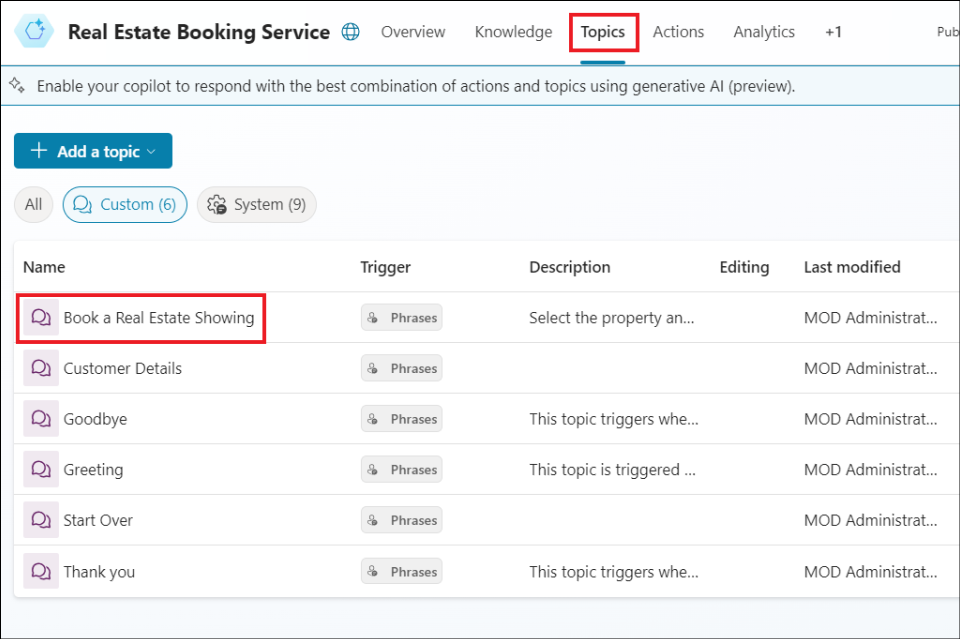 Real Estate Booking Service Overview Knowledge Topics Actions Analytics +1 Pub
Enable your copilot to respond with the best combination of actions and topics using generative AI (preview).
Add a topic
All Custom (6) System (9)
Name Trigger Description Editing Last modified
Book a Real Estate Showing Phrases Select the property an... MOD Administrat...
Customer Details Phrases MOD Administrat...
Goodbye Phrases This topic triggers whe... MOD Administrat...
Greeting Phrases This topic is triggered ... MOD Administrat...
Start Over Phrases MOD Administrat...
Thank you Phrases This topic triggers whe... MOD Administrat...